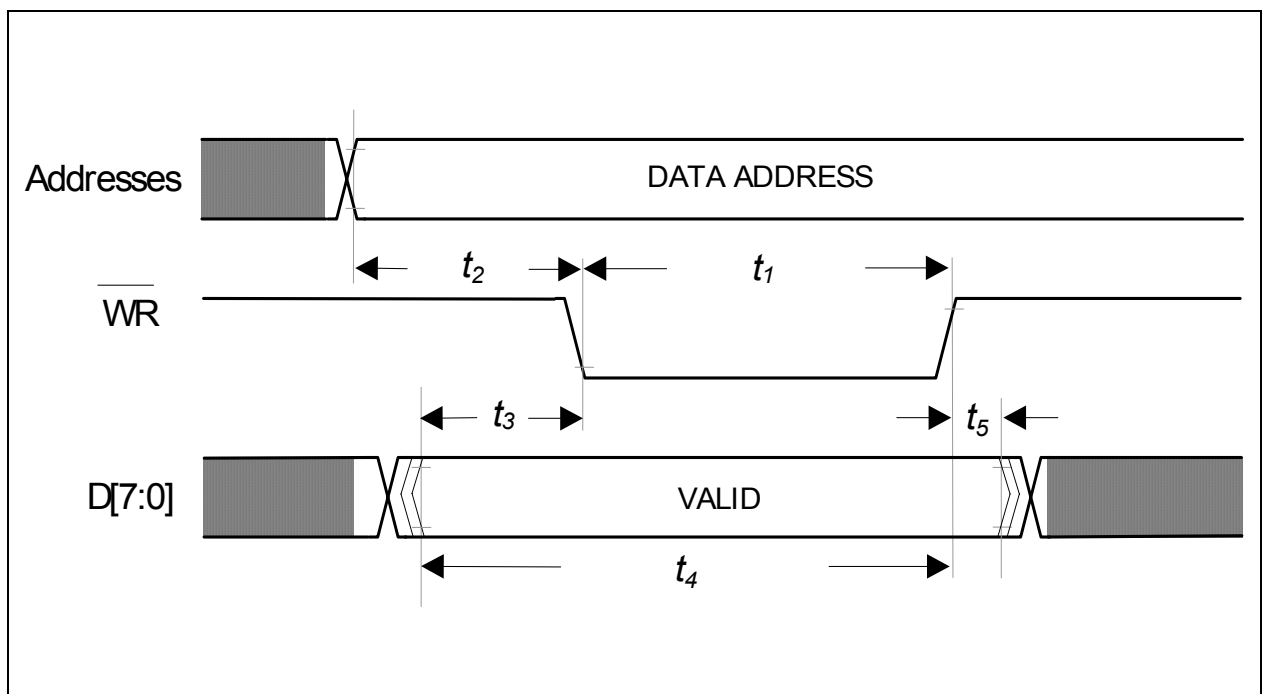 Addresses
DATA ADDRESS
t2
t1
WR
t3
t5
D[7:0]
VALID
t4